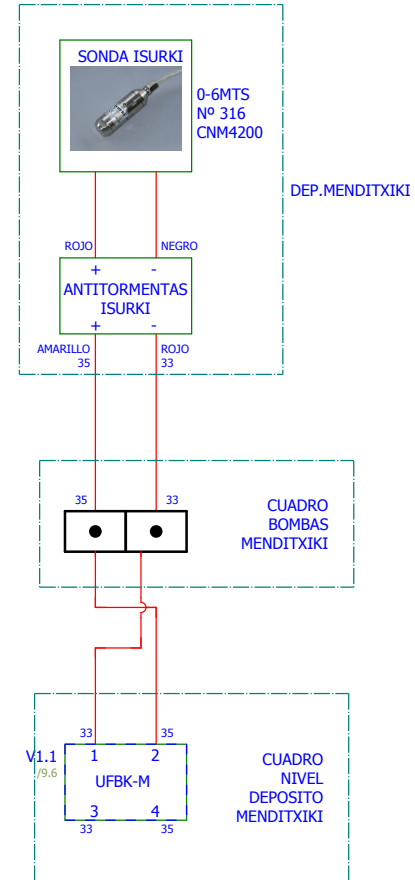 SONDA ISURKI
0-6MTS
Nº 316
CNM4200
DEP.MENDITXIKI
ROJO
NEGRO
+ -
ANTITORMENTAS
ISURKI
+ -
AMARILLO
35
ROJO
33
35
33
CUADRO
BOMBAS
MENDITXIKI
33
35
V1.1
/9.6
1 2
UFBK-M
3 4
33
35
CUADRO
NIVEL
DEPOSITO
MENDITXIKI